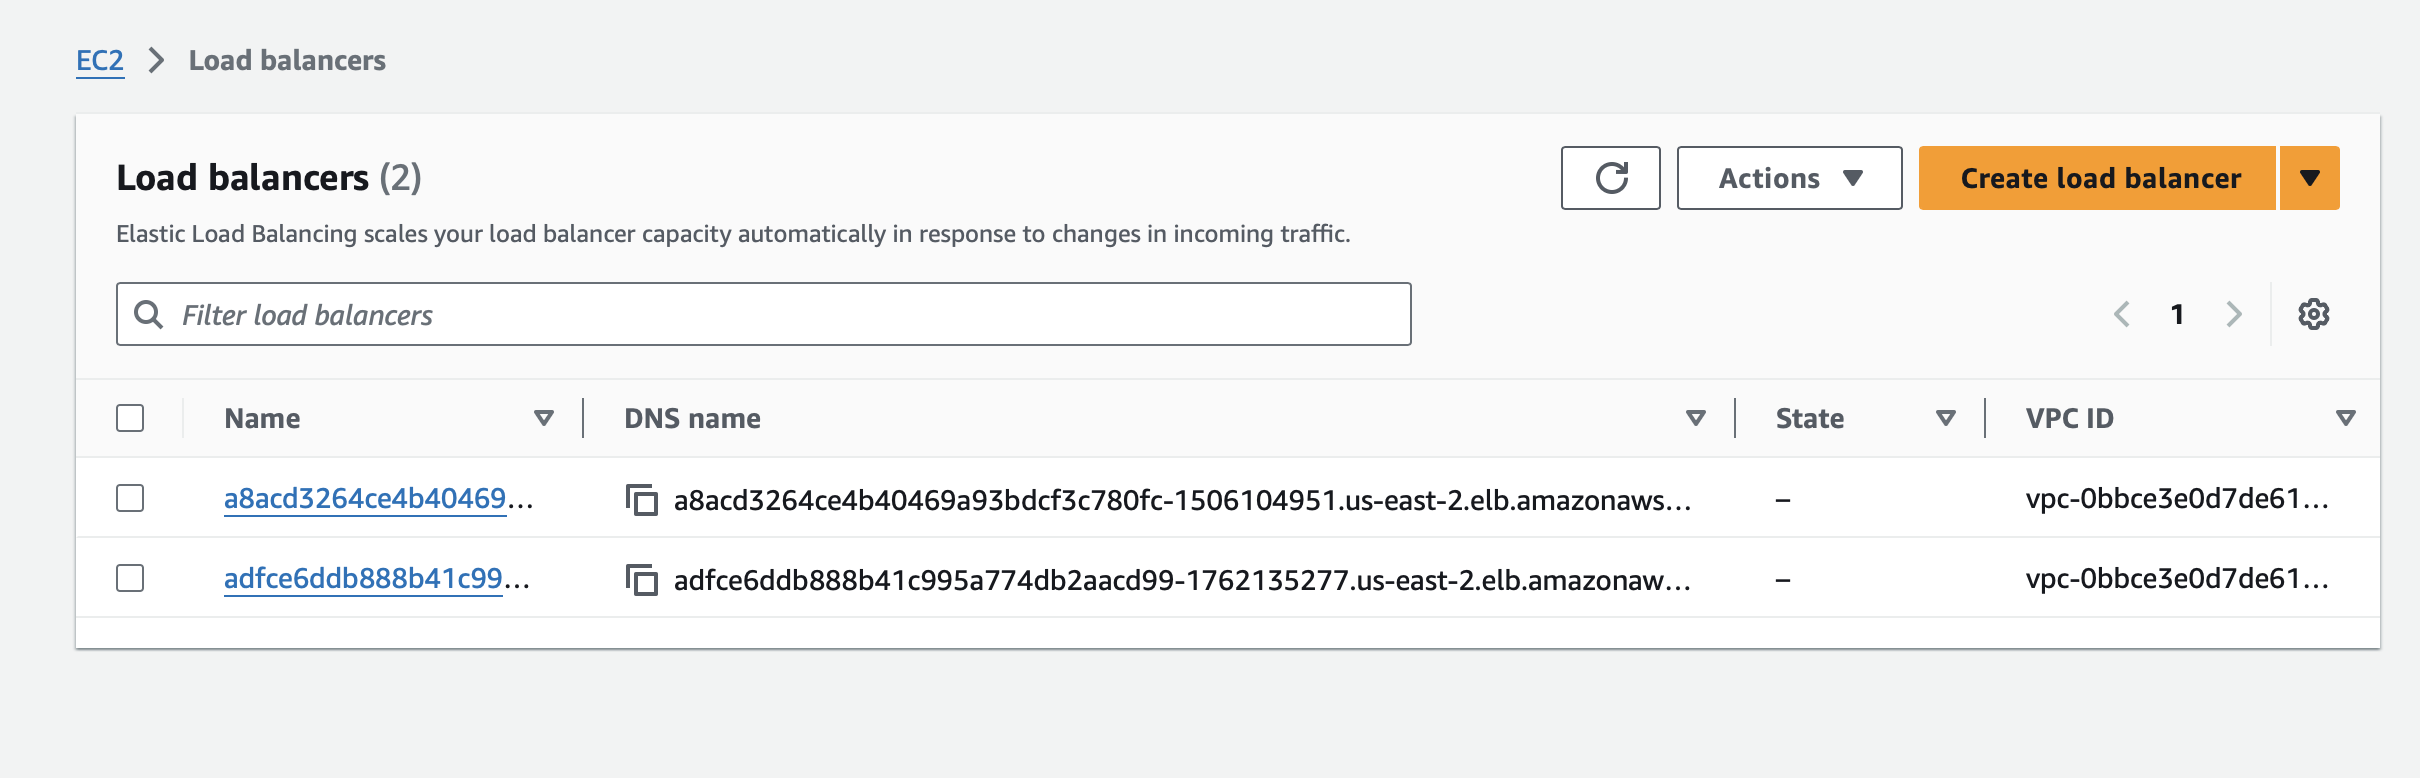 EC2 > Load balancers
Load balancers (2)
Actions
Create load balancer
Elastic Load Balancing scales your load balancer capacity automatically in response to changes in incoming traffic.
Filter load balancers
1
Name DNS name State VPC ID
a8acd3264ce4b40469... a8acd3264ce4b40469a93bdcf3c780fc-1506104951.us-east-2.elb.amazonaws... – vpc-0bbce3e0d7de61...
adfce6ddb888b41c99... adfce6ddb888b41c995a774db2aacd99-1762135277.us-east-2.elb.amazonaw... – vpc-0bbce3e0d7de61...